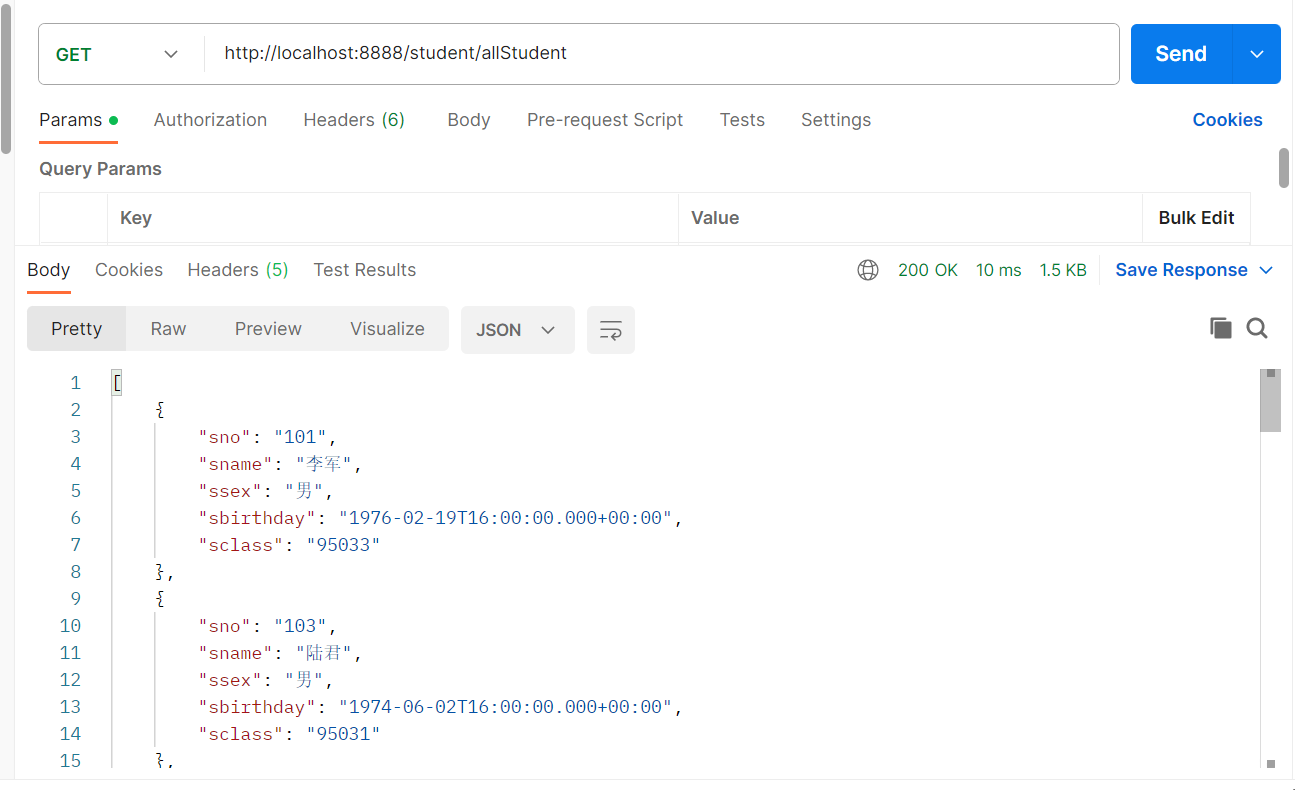 GET http://localhost:8888/student/allStudent Send
Params Authorization Headers (6) Body Pre-request Script Tests Settings Cookies
Query Params
Key Value Bulk Edit
Body Cookies Headers (5) Test Results 200 OK 10 ms 1.5 KB Save Response
Pretty Raw Preview Visualize JSON
1 [
2 {
3 "sno": "101",
4 "sname": "李军",
5 "ssex": "男",
6 "sbirthday": "1976-02-19T16:00:00.000+00:00",
7 "sclass": "95033"
8 },
9 {
10 "sno": "103",
11 "sname": "陆君",
12 "ssex": "男",
13 "sbirthday": "1974-06-02T16:00:00.000+00:00",
14 "sclass": "95031"
15 },